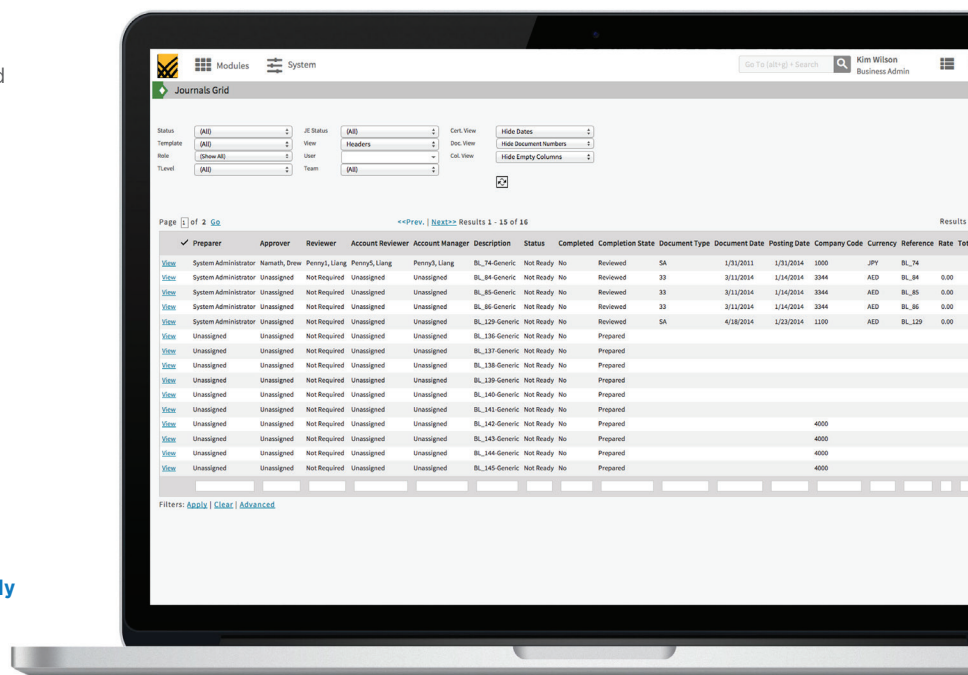 d
Modules System Go To (alt+g) + Search Kim Wilson
Business Admin
Journals Grid
Status (All) JE Status (All) Cert. View Hide Dates
Template (All) View Headers Doc. View Hide Document Numbers
Role (Show All) User Col. View Hide Empty Columns
TLevel (All) Team (All)
Page 1 of 2 Go <<Prev. | Next>> Results 1 - 15 of 16 Results
Preparer Approver Reviewer Account Reviewer Account Manager Description Status Completed Completion State Document Type Document Date Posting Date Company Code Currency Reference Rate Tot
View System Administrator Namath, Drew Penny1, Liang Penny5, Liang Penny3, Liang BL_74-Generic Not Ready No Reviewed SA 1/31/2011 1/31/2014 1000 JPY BL_74
View System Administrator Unassigned Not Required Unassigned Unassigned BL_84-Generic Not Ready No Reviewed 33 3/11/2014 1/14/2014 3344 AED BL_84 0.00
View System Administrator Unassigned Not Required Unassigned Unassigned BL_85-Generic Not Ready No Reviewed 33 3/11/2014 1/14/2014 3344 AED BL_85 0.00
View System Administrator Unassigned Not Required Unassigned Unassigned BL_86-Generic Not Ready No Reviewed 33 3/11/2014 1/14/2014 3344 AED BL_86 0.00
View System Administrator Unassigned Not Required Unassigned Unassigned BL_129-Generic Not Ready No Reviewed SA 4/18/2014 1/23/2014 1100 AED BL_129 0.00
View Unassigned Unassigned Not Required Unassigned Unassigned BL_136-Generic Not Ready No Prepared
View Unassigned Unassigned Not Required Unassigned Unassigned BL_137-Generic Not Ready No Prepared
View Unassigned Unassigned Not Required Unassigned Unassigned BL_138-Generic Not Ready No Prepared
View Unassigned Unassigned Not Required Unassigned Unassigned BL_139-Generic Not Ready No Prepared
View Unassigned Unassigned Not Required Unassigned Unassigned BL_140-Generic Not Ready No Prepared
View Unassigned Unassigned Not Required Unassigned Unassigned BL_141-Generic Not Ready No Prepared
View Unassigned Unassigned Not Required Unassigned Unassigned BL_142-Generic Not Ready No Prepared 4000
View Unassigned Unassigned Not Required Unassigned Unassigned BL_143-Generic Not Ready No Prepared 4000
View Unassigned Unassigned Not Required Unassigned Unassigned BL_144-Generic Not Ready No Prepared 4000
View Unassigned Unassigned Not Required Unassigned Unassigned BL_145-Generic Not Ready No Prepared 4000
Filters: Apply | Clear | Advanced
ly